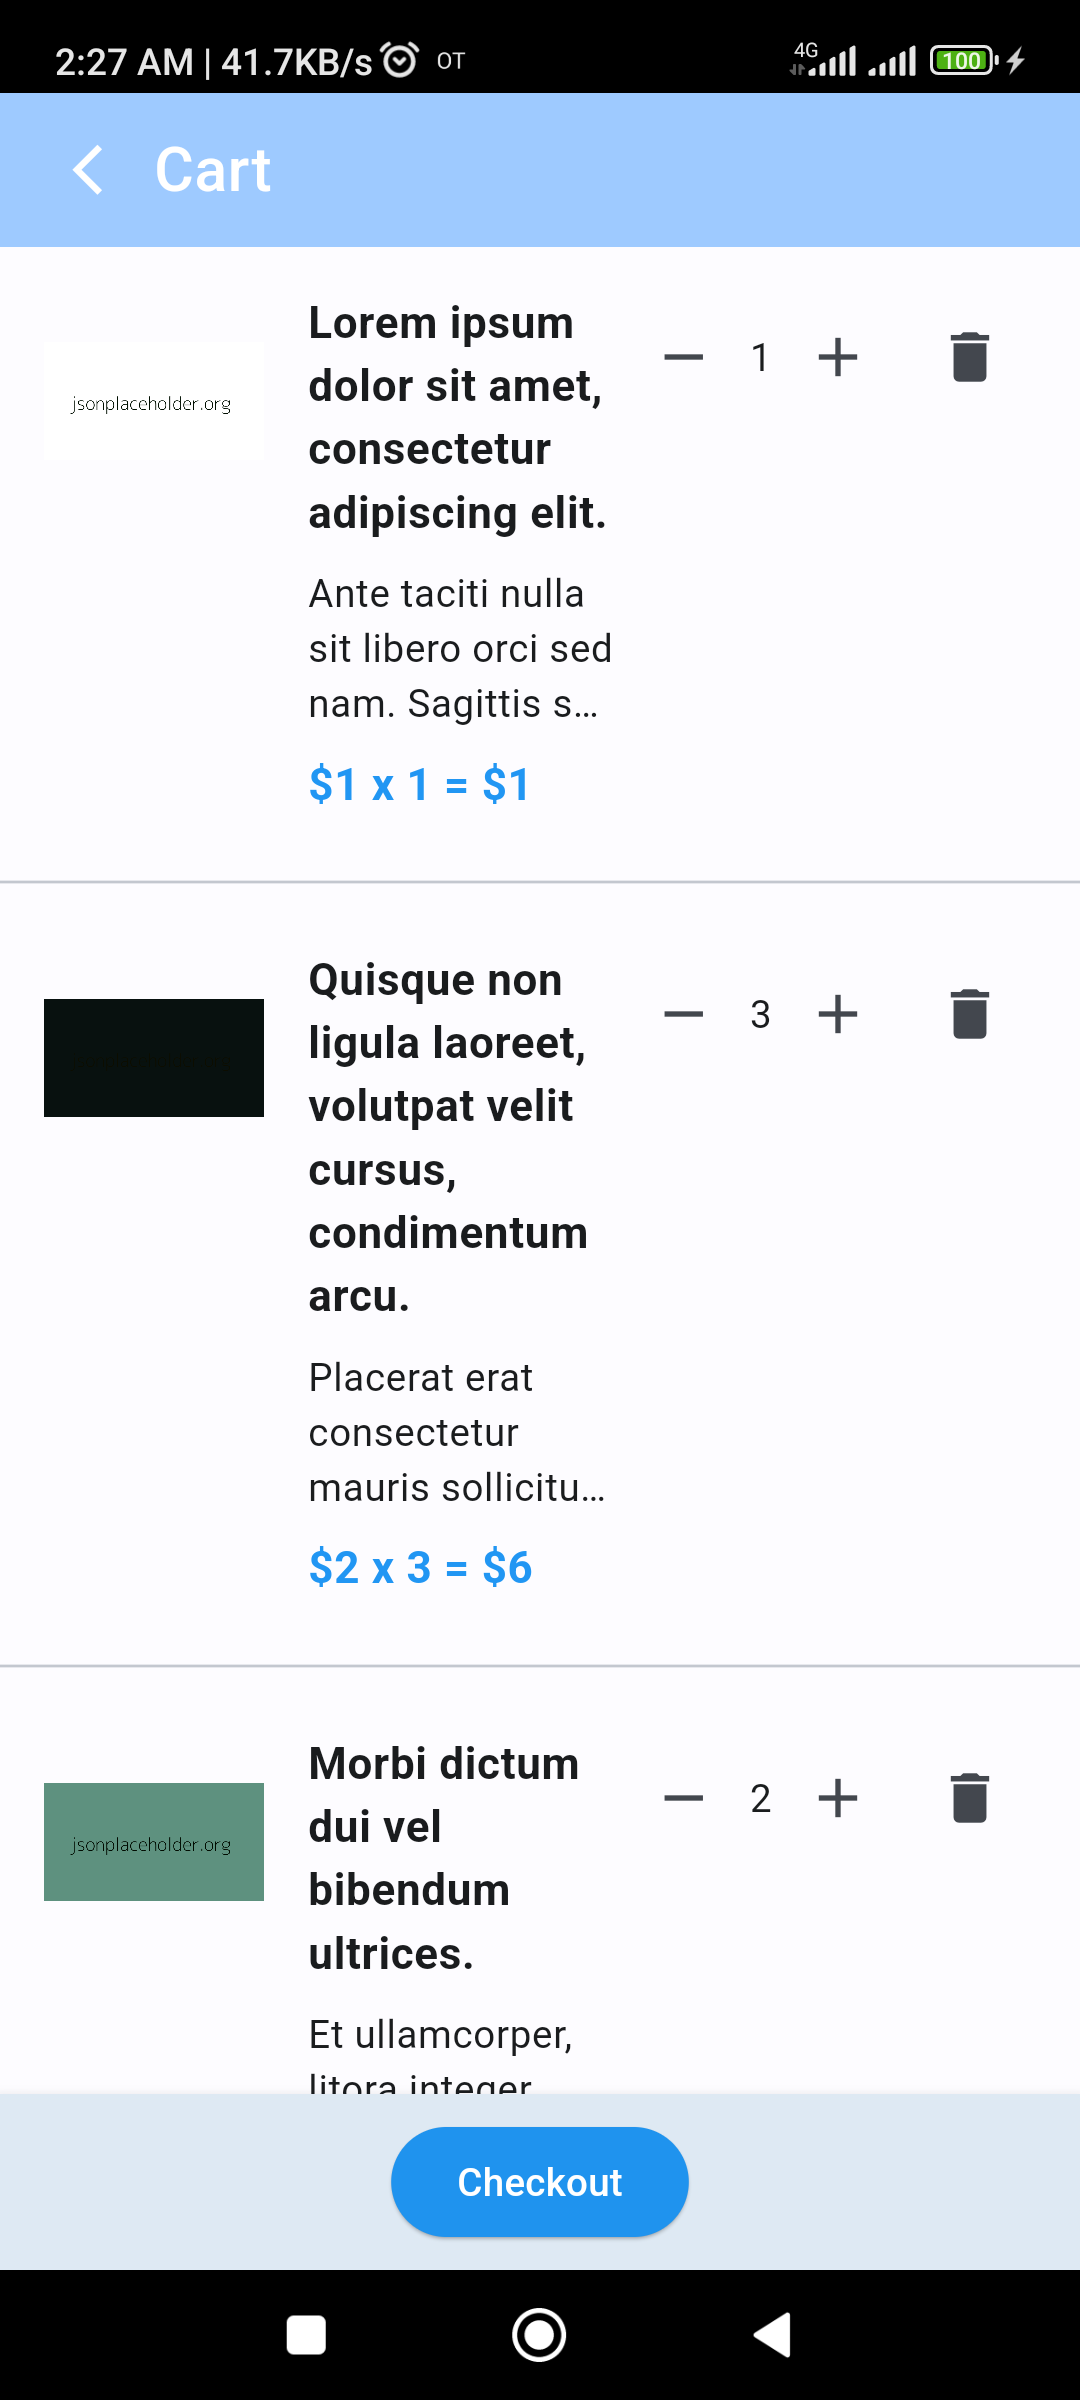 2:27 AM | 41.7KB/s OT 4G 100
Cart
Lorem ipsum
dolor sit amet,
consectetur
adipiscing elit.
1
jsonplaceholder.org
Ante taciti nulla
sit libero orci sed
nam. Sagittis s...
$1 x 1 = $1
Quisque non
ligula laoreet,
volutpat velit
cursus,
condimentum
arcu.
3
Placerat erat
consectetur
mauris sollicitu...
$2 x 3 = $6
Morbi dictum
dui vel
bibendum
ultrices.
2
jsonplaceholder.org
Et ullamcorper,
litora integer
Checkout